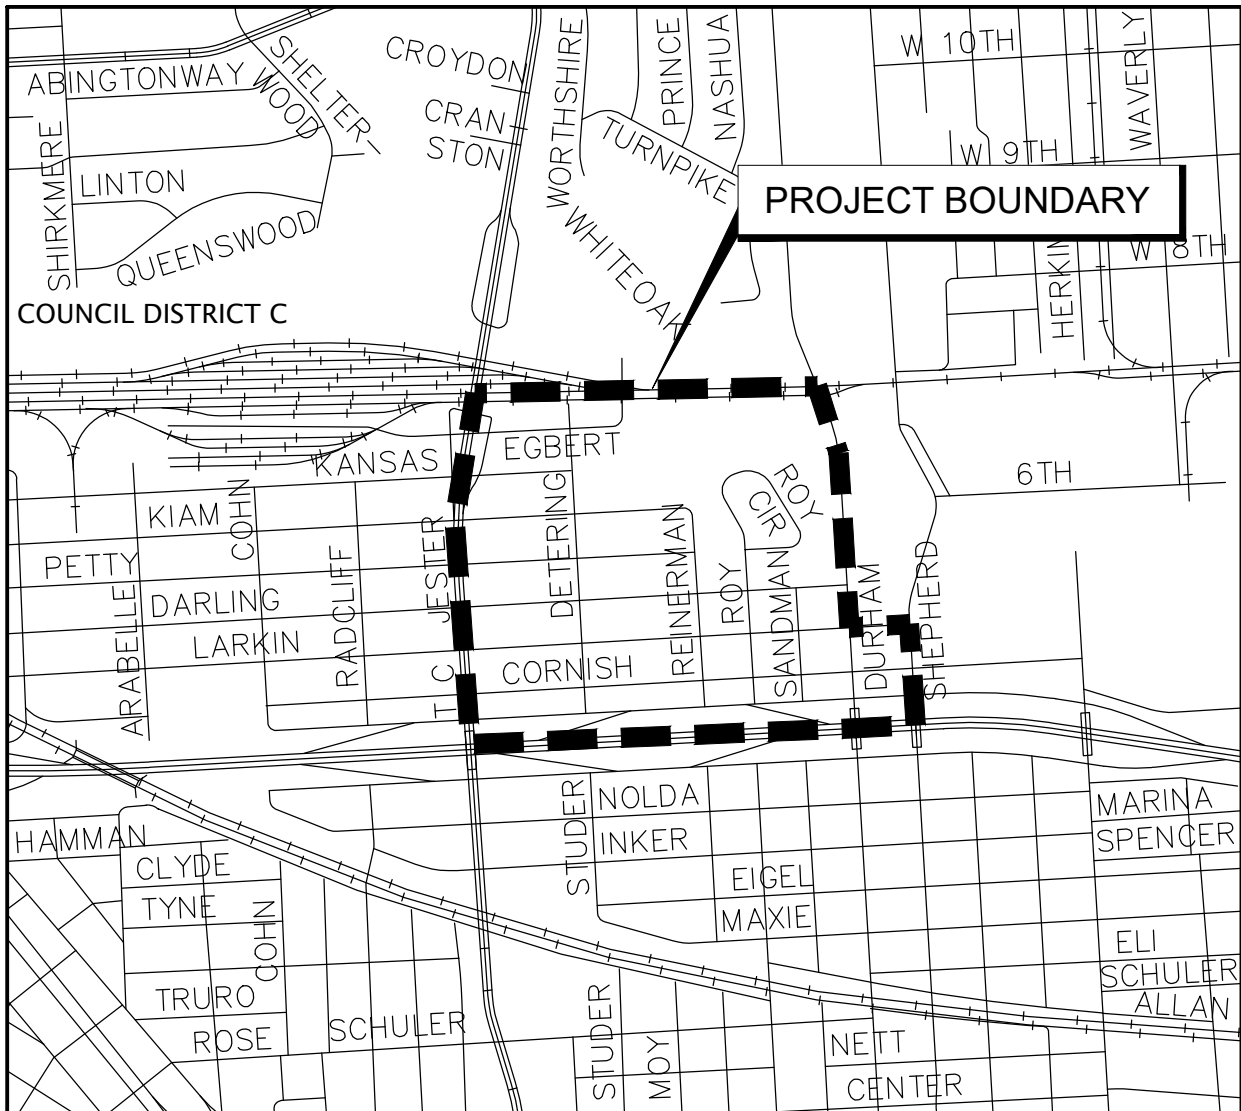 SHELTER-
WOOD
ABINGTONWAY
CROYDON
CRAN
STON
WORTHSHIRE
PRINCE
NASHUA
W 10TH
WAVERLY
SHIRKMERE
LINTON
QUEENSWOOD
TURNPIKE
WHITEOAK
W 9TH
PROJECT BOUNDARY
W 8TH
COUNCIL DISTRICT C
KANSAS
EGBERT
6TH
KIAM
COHN
PETTY
DARLING
LARKIN
ARABELLE
RADCLIFF
T C JESTER
DETERING
CORNISH
REINERMAN
ROY
SANDMAN
CIR
ROY
DURHAM
SHEPHERD
STUDER
NOLDA
INKER
MARINA
SPENCER
HAMMAN
CLYDE
TYNE
COHN
EIGEL
MAXIE
ELI
SCHULER
ALLAN
TRURO
ROSE
SCHULER
STUDER
MOY
NETT
CENTER